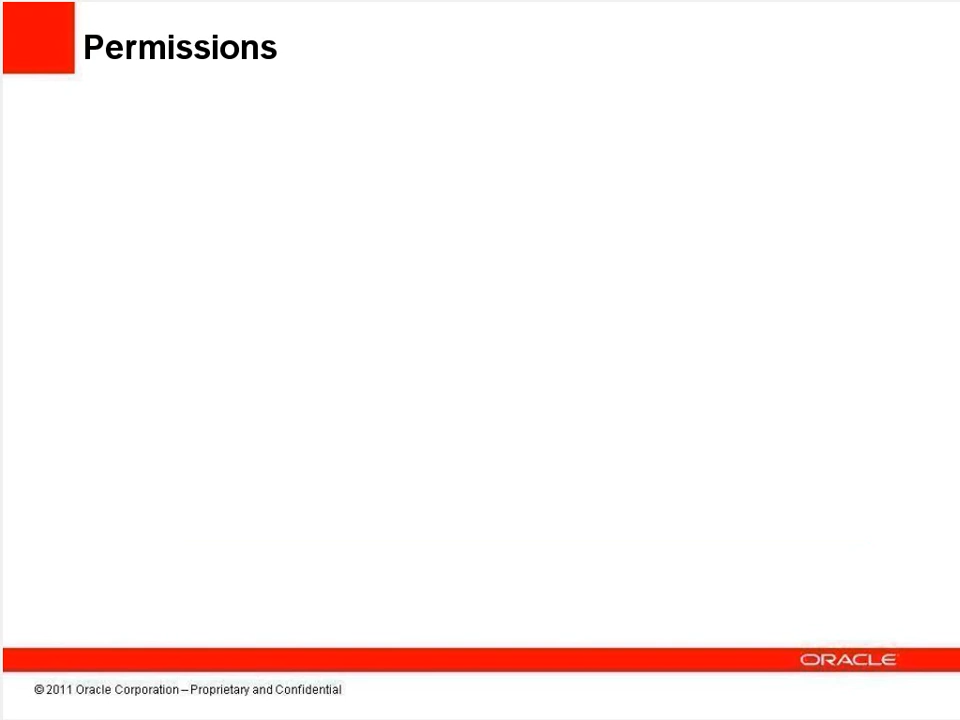 Permissions
ORACLE
© 2011 Oracle Corporation – Proprietary and Confidential